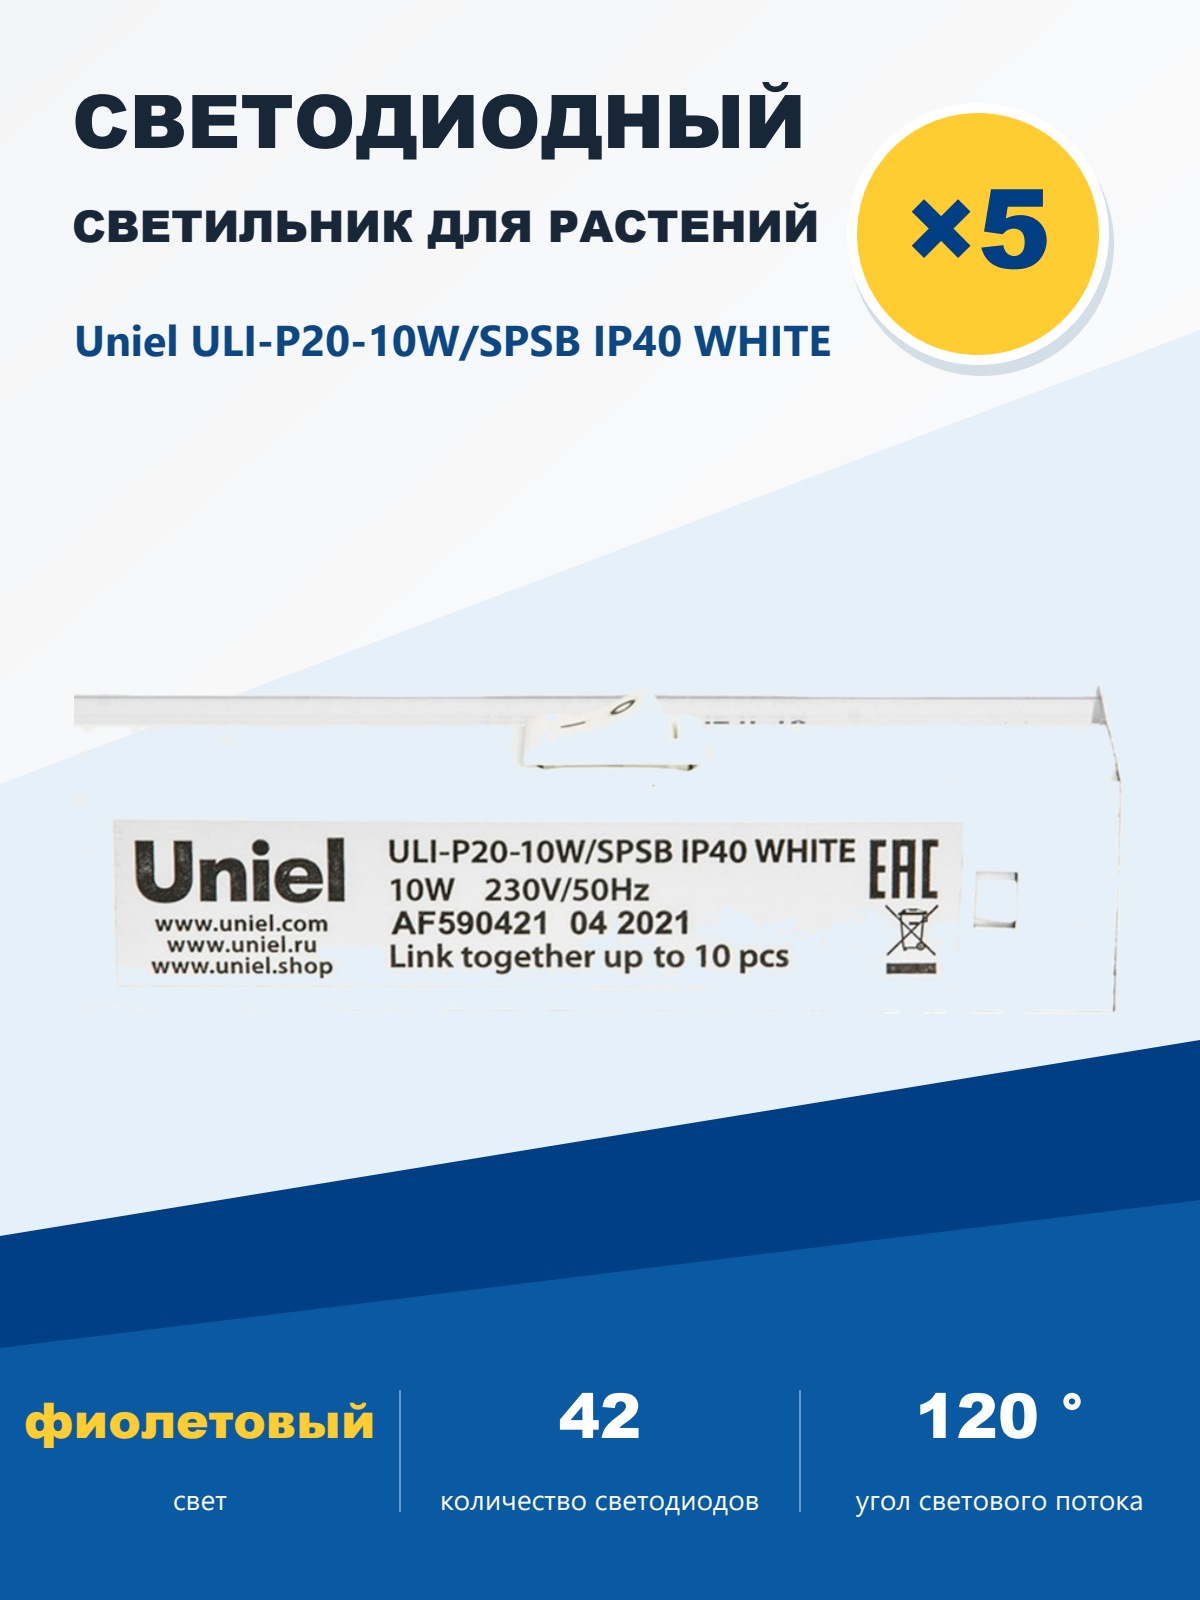 СВЕТОДИОДНЫЙ
СВЕТИЛЬНИК ДЛЯ РАСТЕНИЙ
×5
Uniel ULI-P20-10W/SPSB IP40 WHITE
Uniel
www.uniel.com
www.uniel.ru
www.uniel.shop
ULI-P20-10W/SPSB IP40 WHITE
10W 230V/50Hz
AF590421 04 2021
Link together up to 10 pcs
EAC
фиолетовый
свет
42
количество светодиодов
120 °
угол светового потока